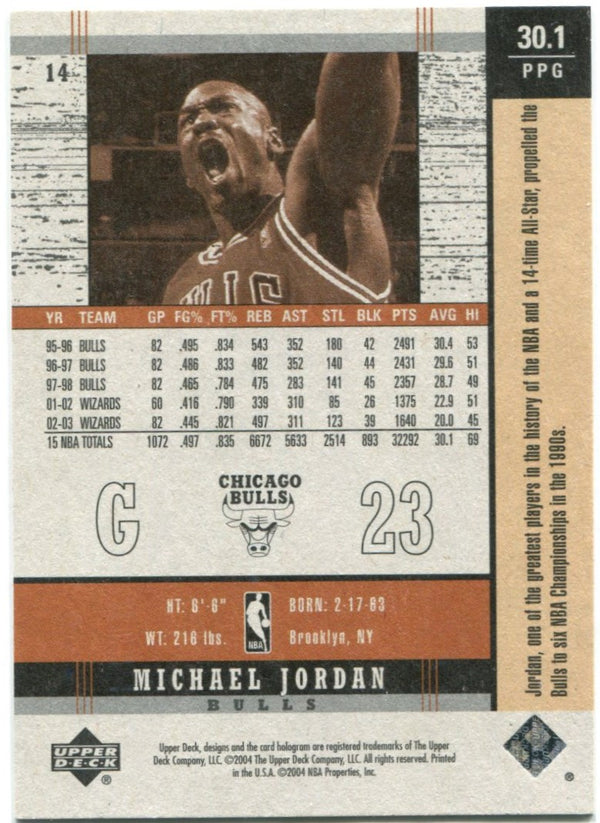 14
30.1
PPG
Jordan, one of the greatest players in the history of the NBA and a 14-time All-Star, propelled the
Bulls to six NBA Championships in the 1990s.
YR TEAM GP FG% FT% REB AST STL BLK PTS AVG HI
95-96 BULLS 82 .495 .834 543 352 180 42 2491 30.4 53
96-97 BULLS 82 .486 .833 482 352 140 44 2431 29.6 51
97-98 BULLS 82 .465 .784 475 283 141 45 2357 28.7 49
01-02 WIZARDS 60 .416 .790 339 310 85 26 1375 22.9 51
02-03 WIZARDS 82 .445 .821 497 311 123 39 1640 20.0 45
15 NBA TOTALS 1072 .497 .835 6672 5633 2514 893 32292 30.1 69
G
CHICAGO
BULLS
23
HT: 6'-6"
WT: 216 lbs.
NBA
BORN: 2-17-63
Brooklyn, NY
MICHAEL JORDAN
BULLS
UPPER
DECK
®
Upper Deck, designs and the card hologram are registered trademarks of The Upper
Deck Company, LLC. ©2004 The Upper Deck Company, LLC. All rights reserved. Printed
in the U.S.A. ©2004 NBA Properties, Inc.
®